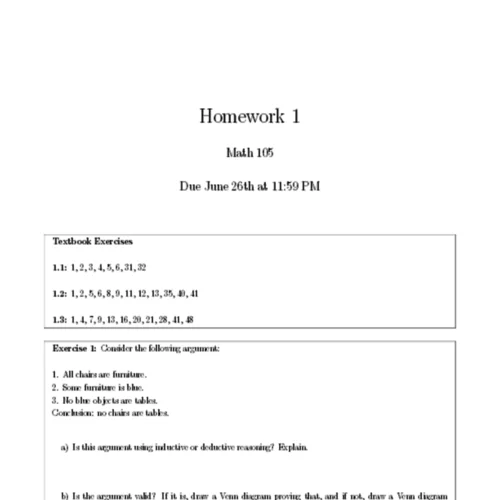 Homework 1
Math 105
Due June 26th at 11:59 PM
Textbook Exercises
1.1: 1, 2, 3, 4, 5, 6, 31, 32
1.2: 1, 2, 5, 6, 8, 9, 11, 12, 13, 35, 40, 41
1.3: 1, 4, 7, 9, 13, 16, 20, 21, 28, 41, 48
Exercise 1: Consider the following argument:
1. All chairs are furniture.
2. Some furniture is blue.
3. No blue objects are tables.
Conclusion: no chairs are tables.
a) Is this argument using inductive or deductive reasoning? Explain.
b) Is the argument valid? If it is, draw a Venn diagram proving that, and if not, draw a Venn diagram